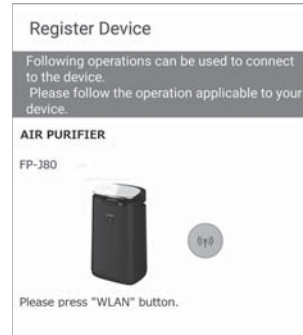 Register Device
Following operations can be used to connect
to the device.
Please follow the operation applicable to your
device.
AIR PURIFIER
FP-J80
Please press "WLAN" button.